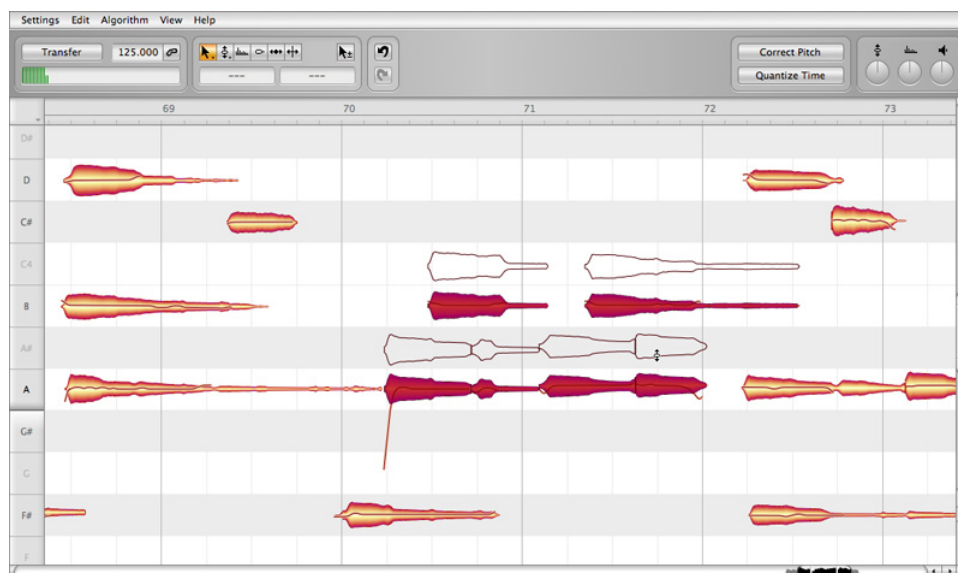 Settings Edit Algorithm View Help
Transfer 125.000
--- ---
Correct Pitch
Quantize Time
69 70 71 72 73
D#
D
C#
C4
B
A#
A
G#
G
F#
F